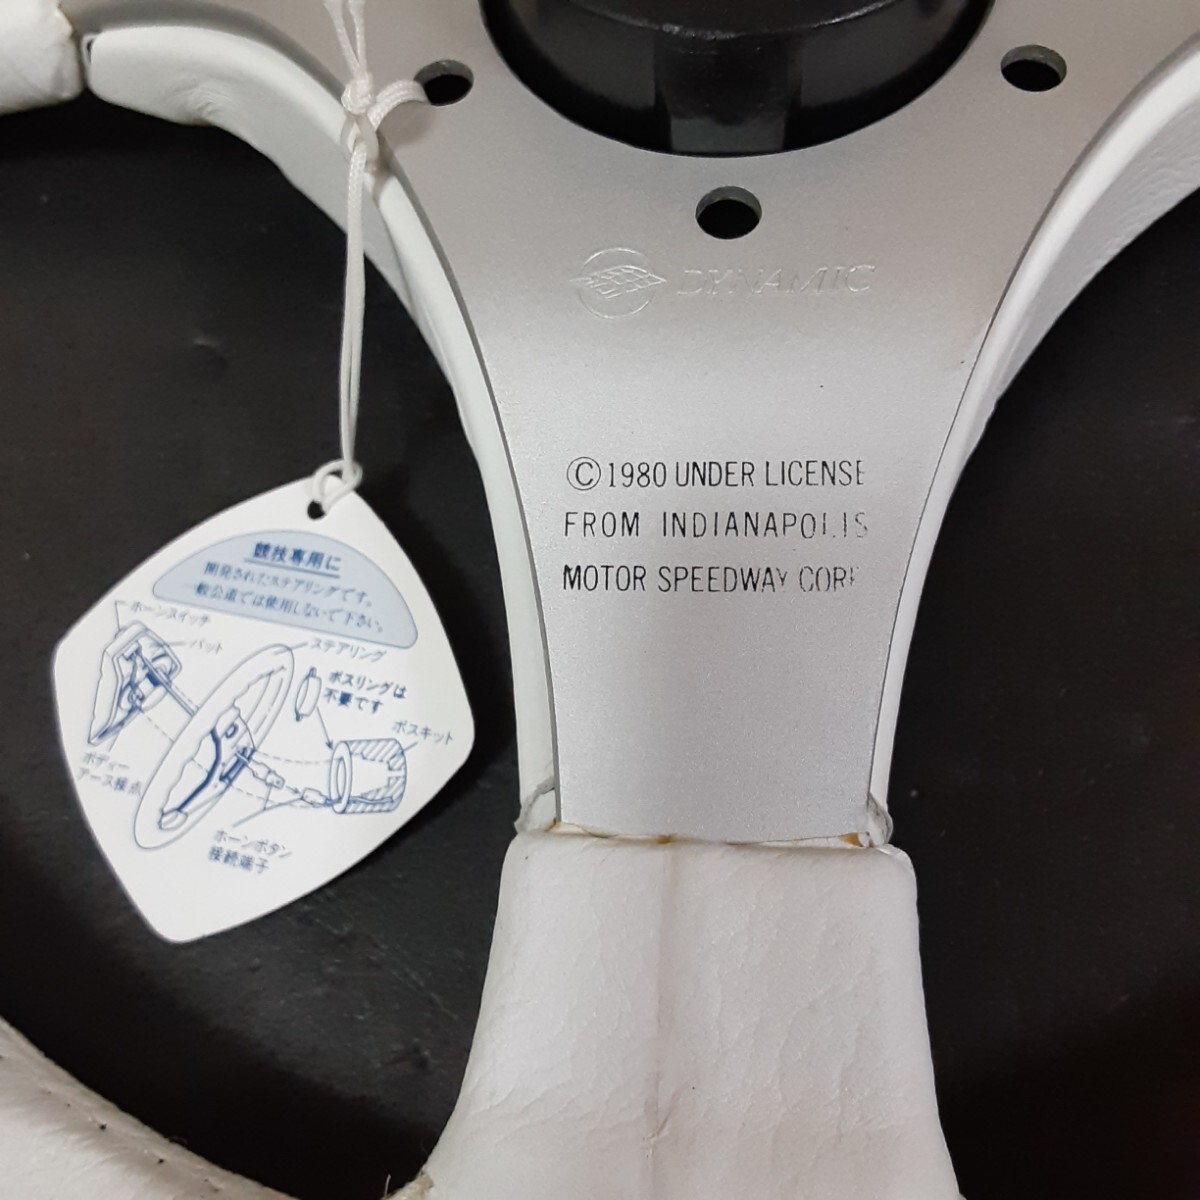 DYNAMIC
©1980 UNDER LICENSE
FROM INDIANAPOLIS
MOTOR SPEEDWAY CORP
競技専用に
開発されたステアリングです。
一般公道では使用しないで下さい。
ホーンスイッチ
パット
ステアリング
ボスリングは
不要です
ボスキット
ボディー
アース接点
ホーンボタン
接続端子